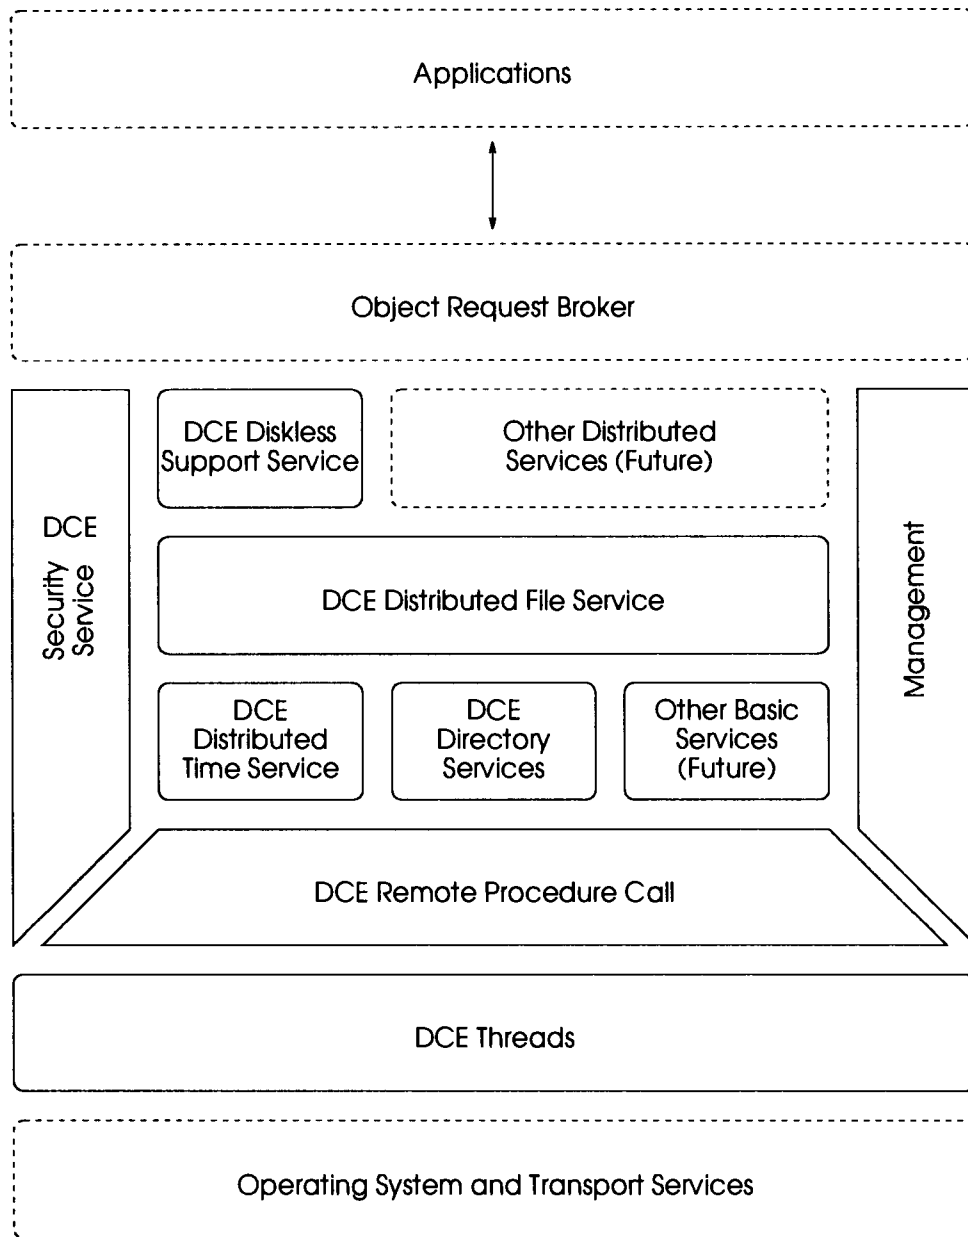 Applications
Object Request Broker
DCE Diskless
Support Service
Other Distributed
Services (Future)
DCE
Security
Service
DCE Distributed File Service
Management
DCE
Distributed
Time Service
DCE
Directory
Services
Other Basic
Services
(Future)
DCE Remote Procedure Call
DCE Threads
Operating System and Transport Services